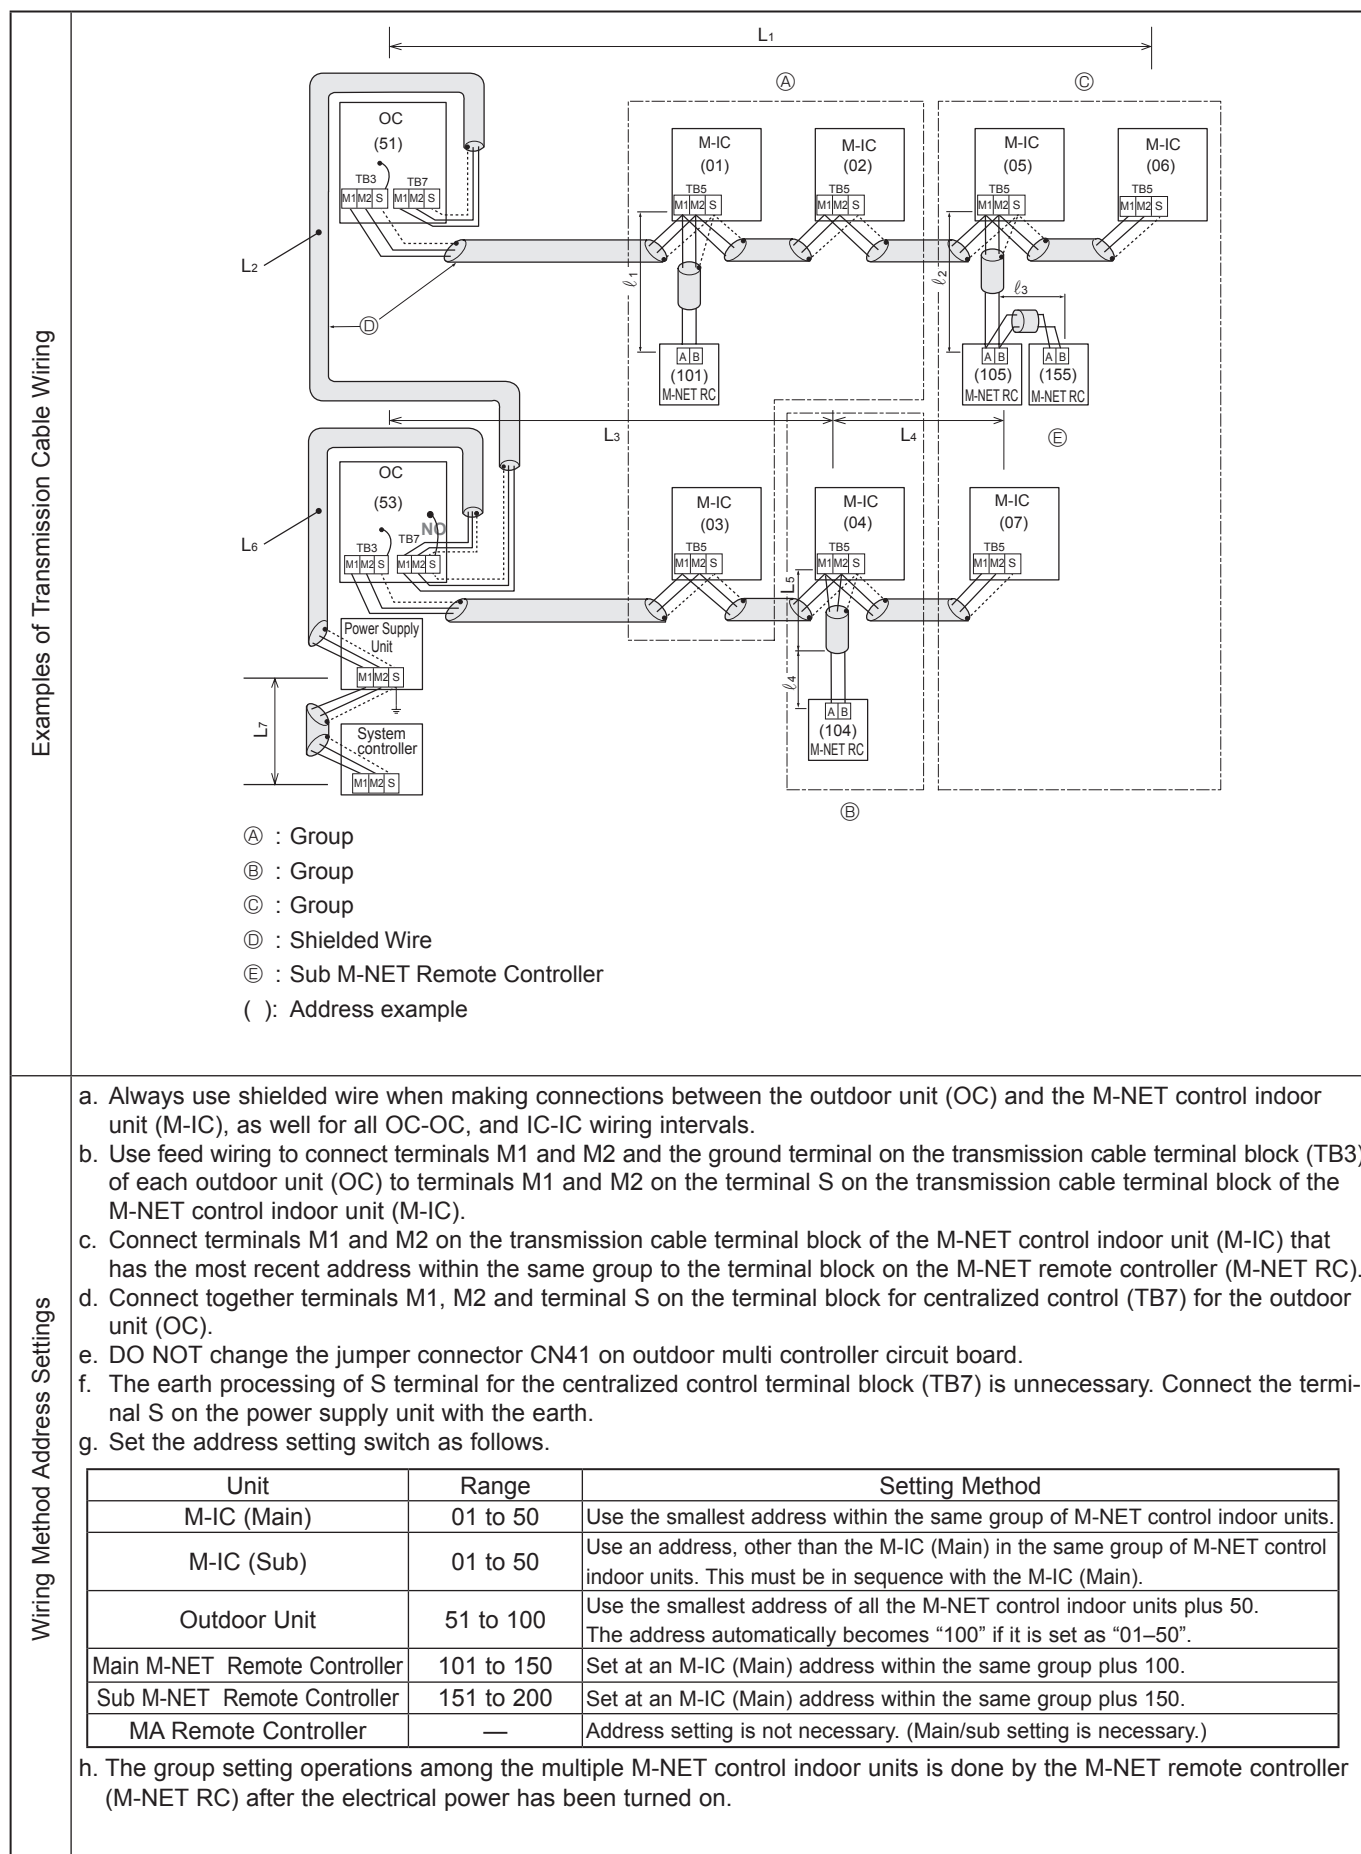 Examples of Transmission Cable Wiring
L1
Ⓐ
Ⓒ
OC
(51)
TB3
TB7
M1 M2 S
M1 M2 S
M-IC
(01)
TB5
M1 M2 S
M-IC
(02)
TB5
M1 M2 S
M-IC
(05)
TB5
M1 M2 S
M-IC
(06)
TB5
M1 M2 S
L2
Ⓓ
ℓ1
ℓ2
ℓ3
A B
(101)
M-NET RC
A B
(105)
M-NET RC
A B
(155)
M-NET RC
L3
L4
Ⓔ
OC
(53)
NO
TB3
TB7
M1 M2 S
M1 M2 S
M-IC
(03)
TB5
M1 M2 S
M-IC
(04)
TB5
M1 M2 S
M-IC
(07)
TB5
M1 M2 S
L6
L5
ℓ4
Power Supply
Unit
M1 M2 S
L7
System
controller
M1 M2 S
A B
(104)
M-NET RC
Ⓑ
Ⓐ : Group
Ⓑ : Group
Ⓒ : Group
Ⓓ : Shielded Wire
Ⓔ : Sub M-NET Remote Controller
( ): Address example
Wiring Method Address Settings
a. Always use shielded wire when making connections between the outdoor unit (OC) and the M-NET control indoor
unit (M-IC), as well for all OC-OC, and IC-IC wiring intervals.
b. Use feed wiring to connect terminals M1 and M2 and the ground terminal on the transmission cable terminal block (TB3)
of each outdoor unit (OC) to terminals M1 and M2 on the terminal S on the transmission cable terminal block of the
M-NET control indoor unit (M-IC).
c. Connect terminals M1 and M2 on the transmission cable terminal block of the M-NET control indoor unit (M-IC) that
has the most recent address within the same group to the terminal block on the M-NET remote controller (M-NET RC).
d. Connect together terminals M1, M2 and terminal S on the terminal block for centralized control (TB7) for the outdoor
unit (OC).
e. DO NOT change the jumper connector CN41 on outdoor multi controller circuit board.
f. The earth processing of S terminal for the centralized control terminal block (TB7) is unnecessary. Connect the termi-
nal S on the power supply unit with the earth.
g. Set the address setting switch as follows.
Unit Range Setting Method
M-IC (Main) 01 to 50 Use the smallest address within the same group of M-NET control indoor units.
M-IC (Sub) 01 to 50 Use an address, other than the M-IC (Main) in the same group of M-NET control
indoor units. This must be in sequence with the M-IC (Main).
Outdoor Unit 51 to 100 Use the smallest address of all the M-NET control indoor units plus 50.
The address automatically becomes “100” if it is set as “01–50”.
Main M-NET Remote Controller 101 to 150 Set at an M-IC (Main) address within the same group plus 100.
Sub M-NET Remote Controller 151 to 200 Set at an M-IC (Main) address within the same group plus 150.
MA Remote Controller — Address setting is not necessary. (Main/sub setting is necessary.)
h. The group setting operations among the multiple M-NET control indoor units is done by the M-NET remote controller
(M-NET RC) after the electrical power has been turned on.